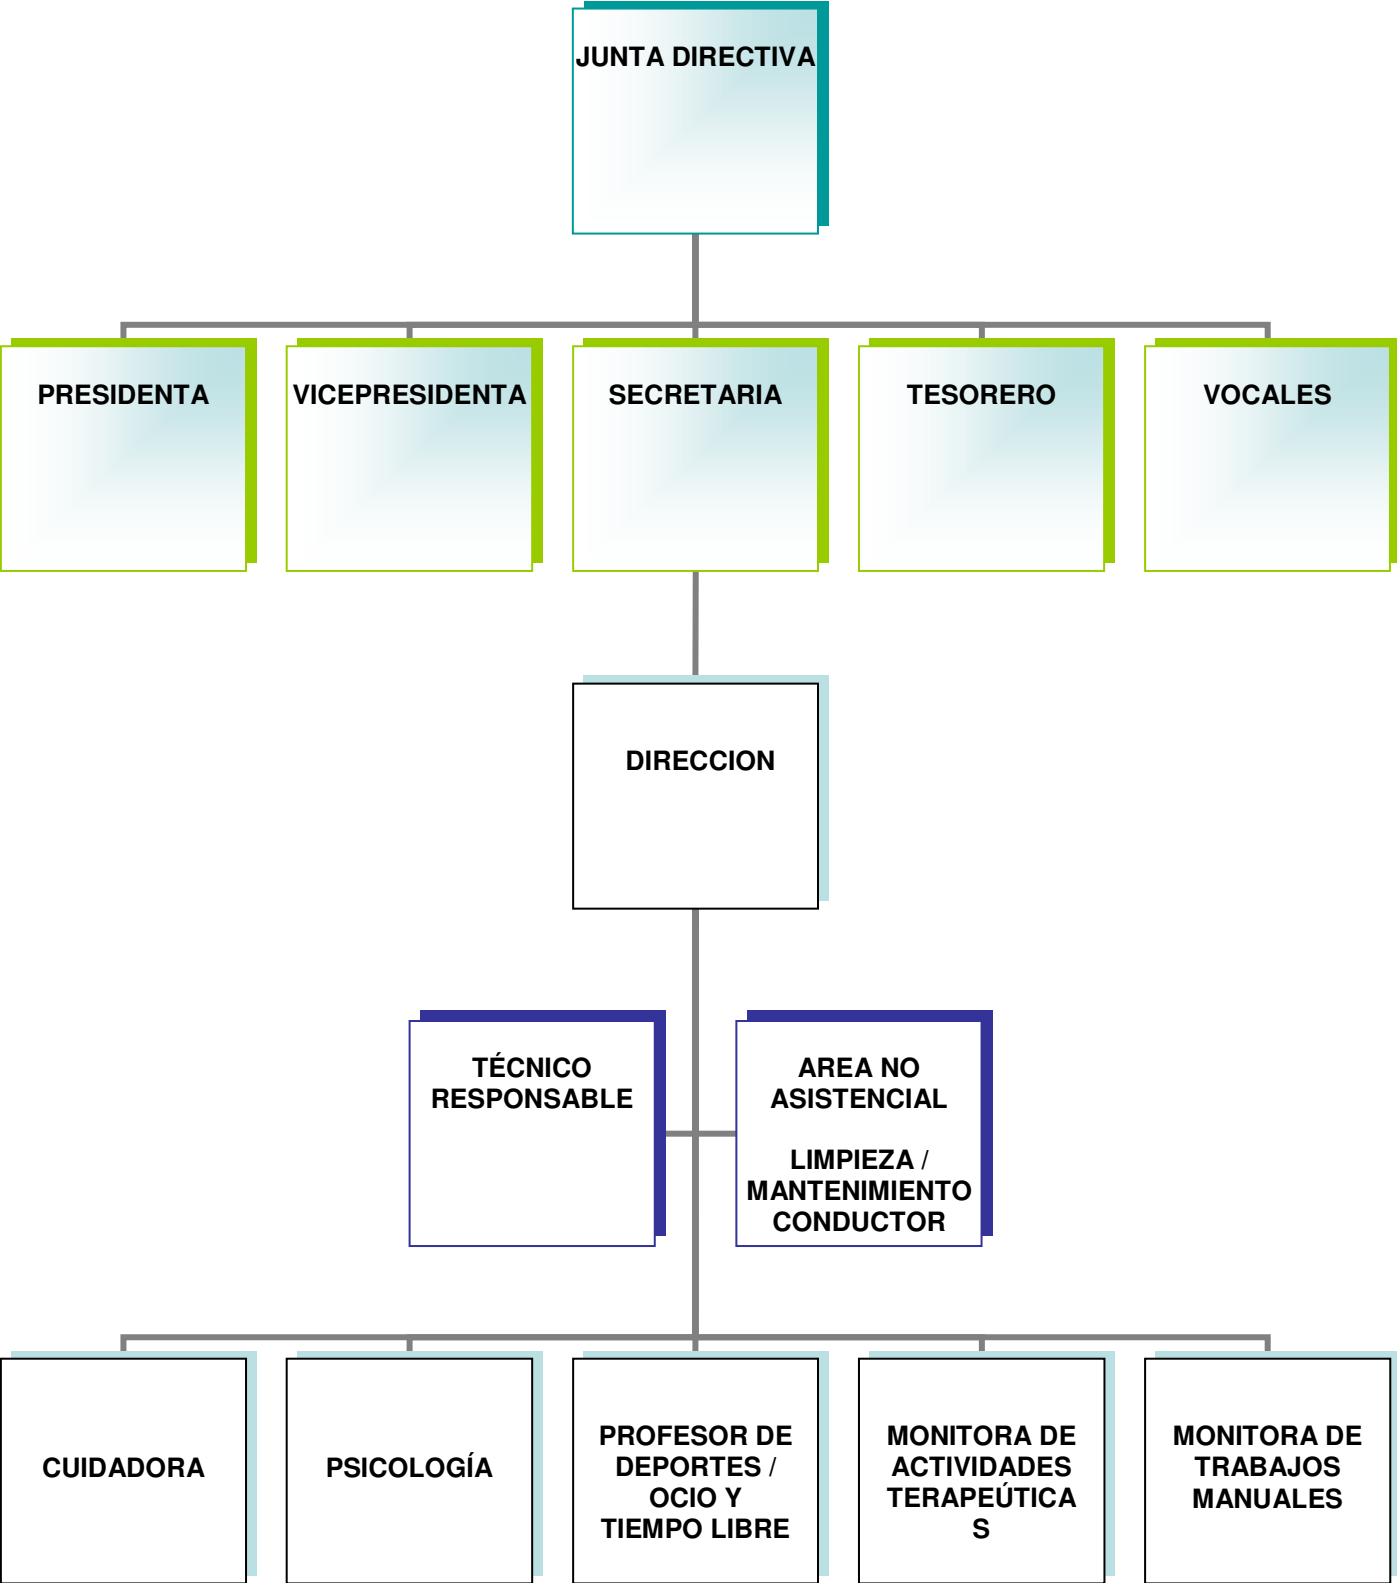 JUNTA DIRECTIVA
PRESIDENTA
VICEPRESIDENTA
SECRETARIA
TESORERO
VOCALES
DIRECCION
TÉCNICO
RESPONSABLE
AREA NO
ASISTENCIAL
LIMPIEZA /
MANTENIMIENTO
CONDUCTOR
CUIDADORA
PSICOLOGÍA
PROFESOR DE
DEPORTES /
OCIO Y
TIEMPO LIBRE
MONITORA DE
ACTIVIDADES
TERAPEÚTICA
S
MONITORA DE
TRABAJOS
MANUALES